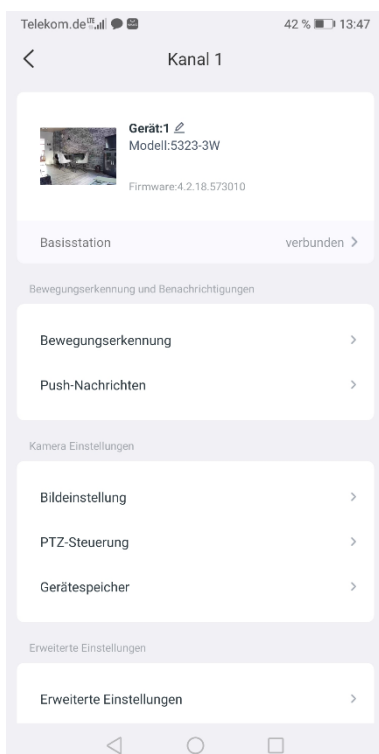 Telekom.de LTE 42 % 13:47
Kanal 1
Gerät:1
Modell:5323-3W
Firmware:4.2.18.573010
Basisstation verbunden
Bewegungserkennung und Benachrichtigungen
Bewegungserkennung
Push-Nachrichten
Kamera Einstellungen
Bildeinstellung
PTZ-Steuerung
Gerätespeicher
Erweiterte Einstellungen
Erweiterte Einstellungen